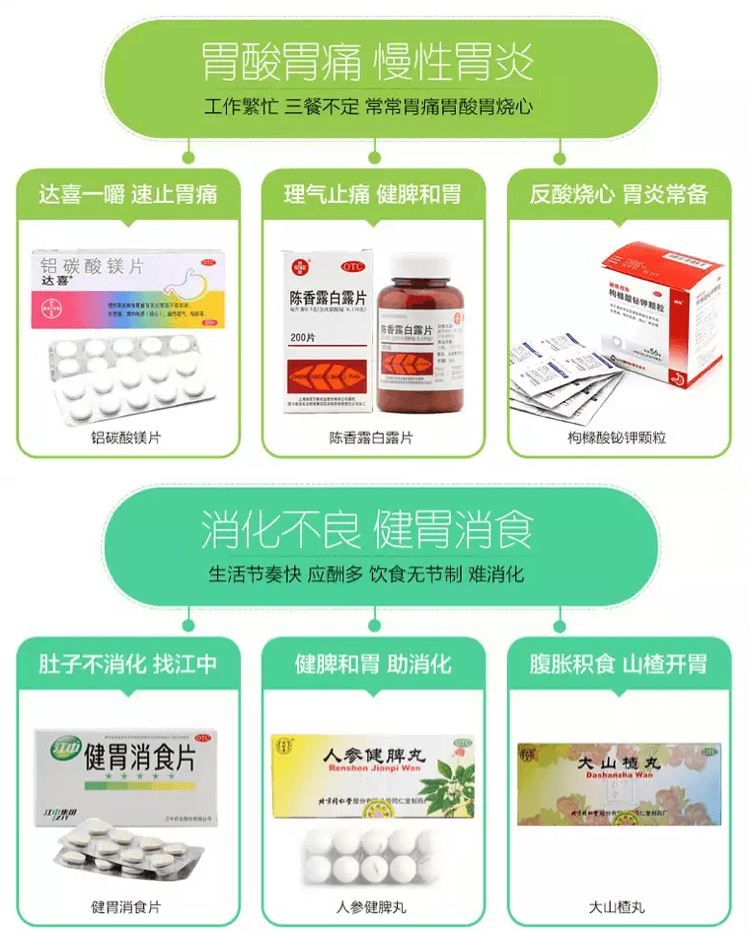 胃酸胃痛 慢性胃炎
工作繁忙 三餐不定 常常胃痛胃酸胃烧心
达喜一嚼 速止胃痛
理气止痛 健脾和胃
反酸烧心 胃炎常备
铝碳酸镁片
OTC
达喜
陈香露白露片
OTC
200片
陈香露白露片
枸橼酸铋钾颗粒
铝碳酸镁片
陈香露白露片
枸橼酸铋钾颗粒
消化不良 健胃消食
生活节奏快 应酬多 饮食无节制 难消化
肚子不消化 找江中
健脾和胃 助消化
腹胀积食 山楂开胃
江中
健胃消食片
OTC
江中集团
人参健脾丸
Renshen Jianpi Wan
OTC
大山楂丸
Dashanzha Wan
OTC
健胃消食片
人参健脾丸
大山楂丸